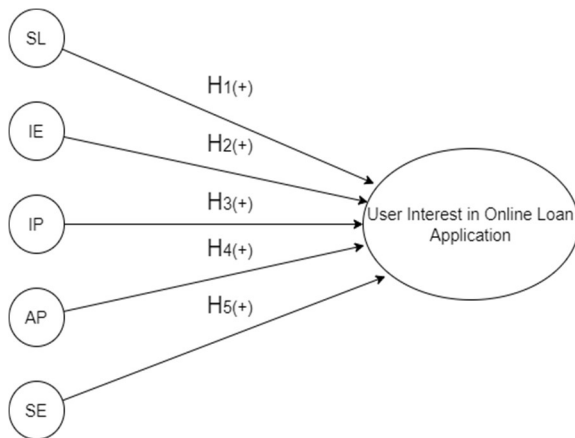 SL
H1(+)
IE
H2(+)
IP
H3(+)
User Interest in Online Loan
Application
AP
H4(+)
SE
H5(+)